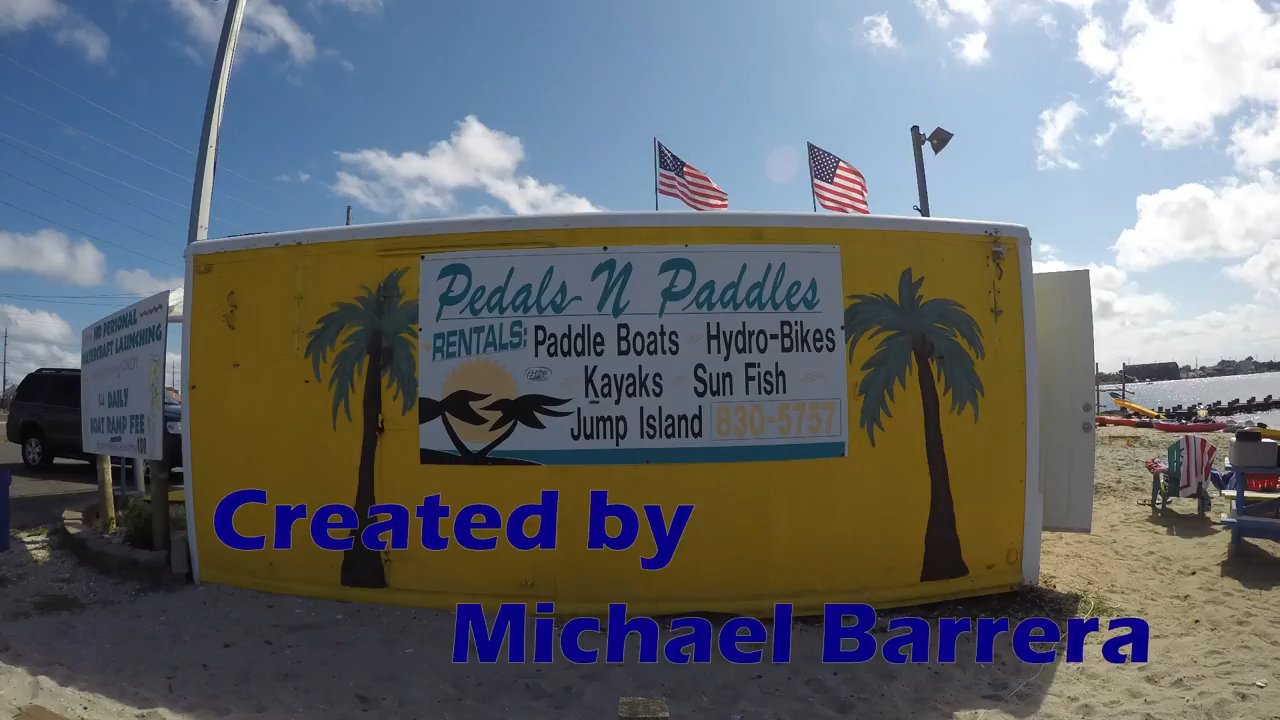 Pedals N Paddles
RENTALS: Paddle Boats Hydro-Bikes
Kayaks Sun Fish
Jump Island 830-5757
NO PERSONAL
WATERCRAFT LAUNCHING
DAILY
BOAT RAMP FEE
Created by
Michael Barrera